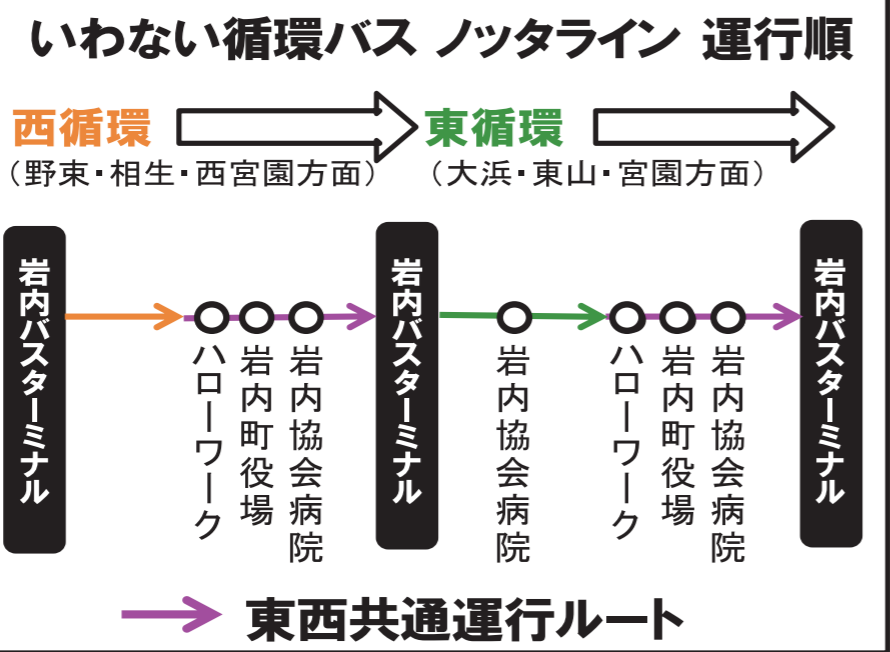 いわない循環バス ノッタライン 運行順
西循環
東循環
（野束・相生・西宮園方面）
（大浜・東山・宮園方面）
岩内バスターミナル
ハローワーク
岩内町役場
岩内協会病院
岩内バスターミナル
岩内協会病院
ハローワーク
岩内町役場
岩内協会病院
岩内バスターミナル
東西共通運行ルート